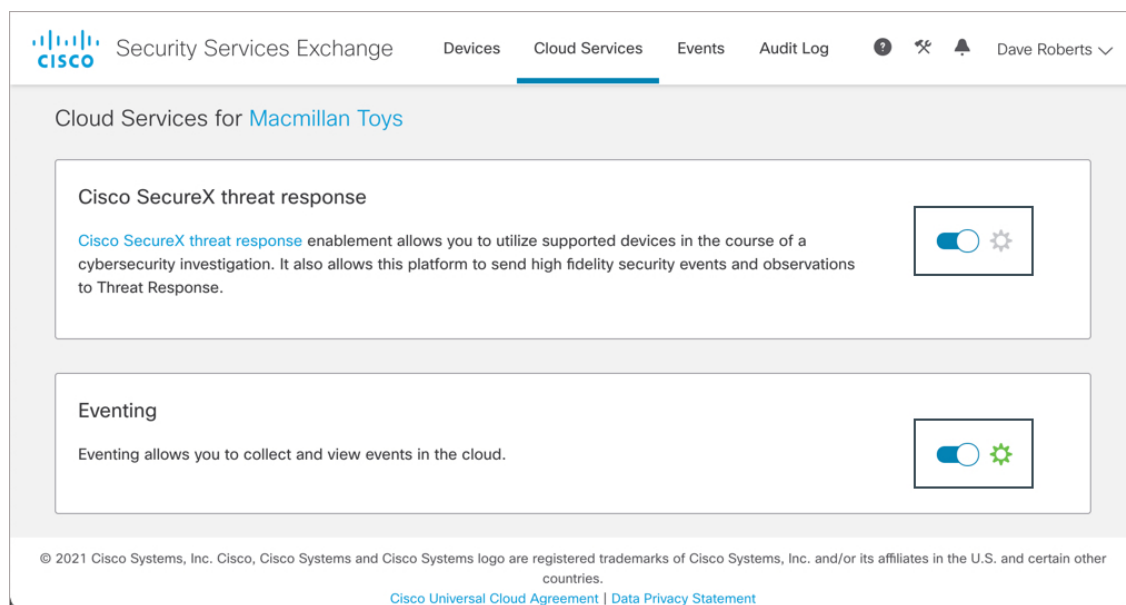 CISCO
Security Services Exchange
Devices
Cloud Services
Events
Audit Log
?
Dave Roberts
Cloud Services for Macmillan Toys
Cisco SecureX threat response
Cisco SecureX threat response enablement allows you to utilize supported devices in the course of a
cybersecurity investigation. It also allows this platform to send high fidelity security events and observations
to Threat Response.
Eventing
Eventing allows you to collect and view events in the cloud.
© 2021 Cisco Systems, Inc. Cisco, Cisco Systems and Cisco Systems logo are registered trademarks of Cisco Systems, Inc. and/or its affiliates in the U.S. and certain other
countries.
Cisco Universal Cloud Agreement | Data Privacy Statement